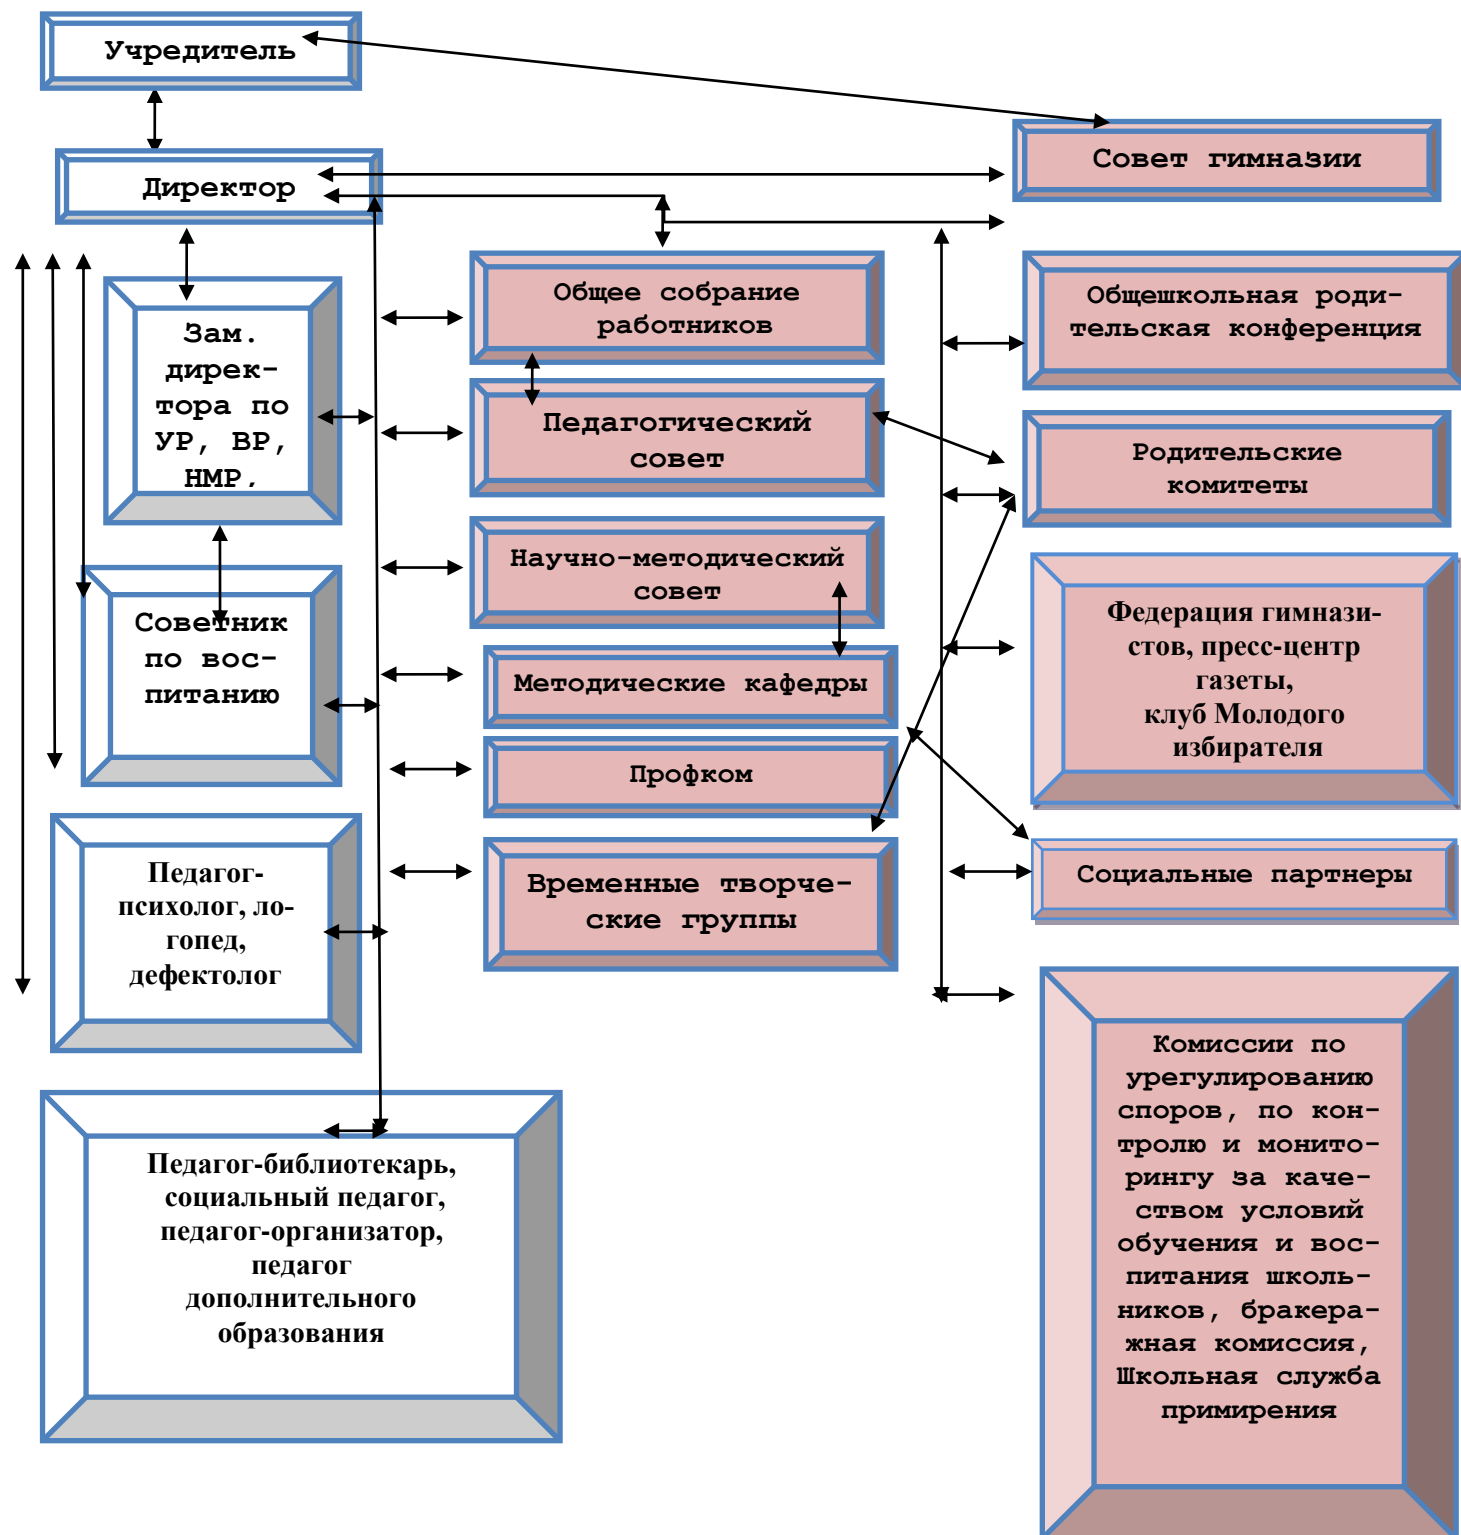 Учредитель
Директор
Зам.
дирек-
тора по
УР, ВР,
НМР.
Советник
по вос-
питанию
Педагог-
психолог, ло-
гопед,
дефектолог
Педагог-библиотекарь,
социальный педагог,
педагог-организатор,
педагог
дополнительного
образования
Общее собрание
работников
Педагогический
совет
Научно-методический
совет
Методические кафедры
Профком
Временные творче-
ские группы
Совет гимназии
Общешкольная роди-
тельская конференция
Родительские
комитеты
Федерация гимнази-
стов, пресс-центр
газеты,
клуб Молодого
избирателя
Социальные партнеры
Комиссии по
урегулированию
споров, по кон-
тролю и монито-
рингу за каче-
ством условий
обучения и вос-
питания школь-
ников, бракера-
жная комиссия,
Школьная служба
примирения